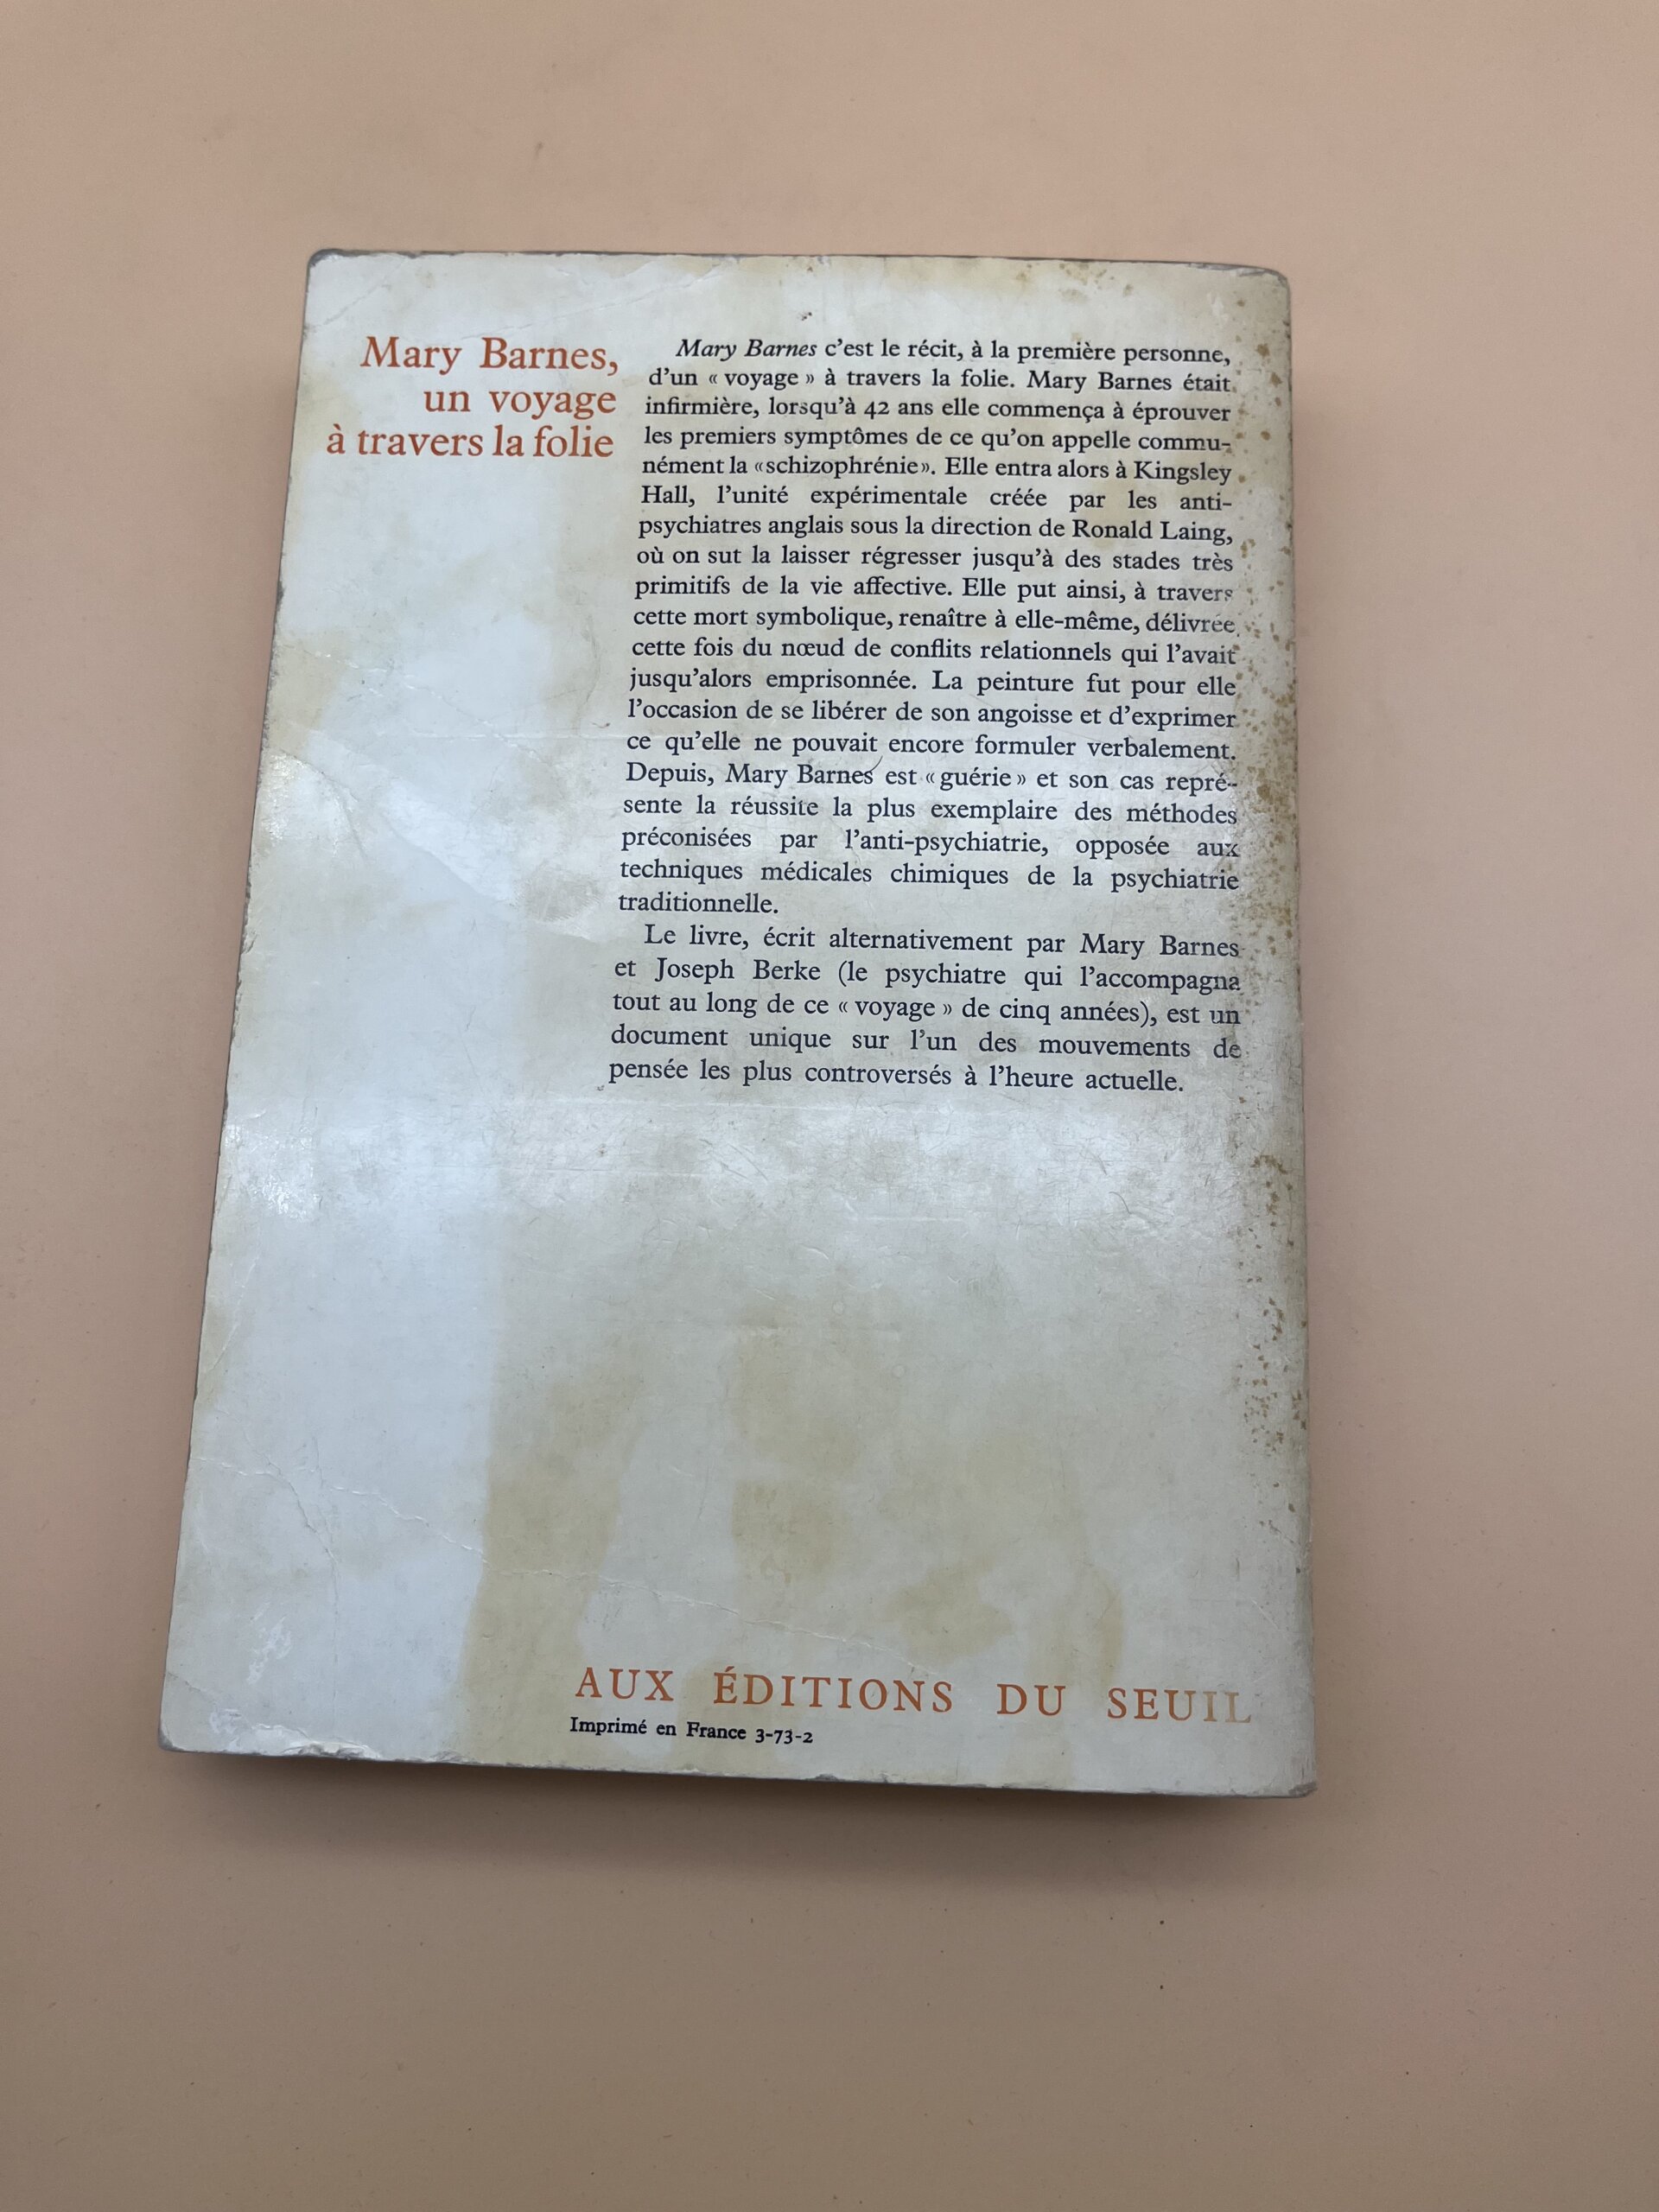 Mary Barnes,
un voyage
à travers la folie
Mary Barnes c’est le récit, à la première personne,
d’un « voyage » à travers la folie. Mary Barnes était
infirmière, lorsqu’à 42 ans elle commença à éprouver
les premiers symptômes de ce qu’on appelle commu-
nément la «schizophrénie». Elle entra alors à Kingsley
Hall, l’unité expérimentale créée par les anti-
psychiatres anglais sous la direction de Ronald Laing,
où on sut la laisser régresser jusqu’à des stades très
primitifs de la vie affective. Elle put ainsi, à travers
cette mort symbolique, renaître à elle-même, délivrée
cette fois du nœud de conflits relationnels qui l’avait
jusqu’alors emprisonnée. La peinture fut pour elle
l’occasion de se libérer de son angoisse et d’exprimer
ce qu’elle ne pouvait encore formuler verbalement.
Depuis, Mary Barnes est « guérie » et son cas repré-
sente la réussite la plus exemplaire des méthodes
préconisées par l’anti-psychiatrie, opposée aux
techniques médicales chimiques de la psychiatrie
traditionnelle.
Le livre, écrit alternativement par Mary Barnes
et Joseph Berke (le psychiatre qui l’accompagna
tout au long de ce « voyage » de cinq années), est un
document unique sur l’un des mouvements de
pensée les plus controversés à l’heure actuelle.
AUX ÉDITIONS DU SEUIL
Imprimé en France 3-73-2